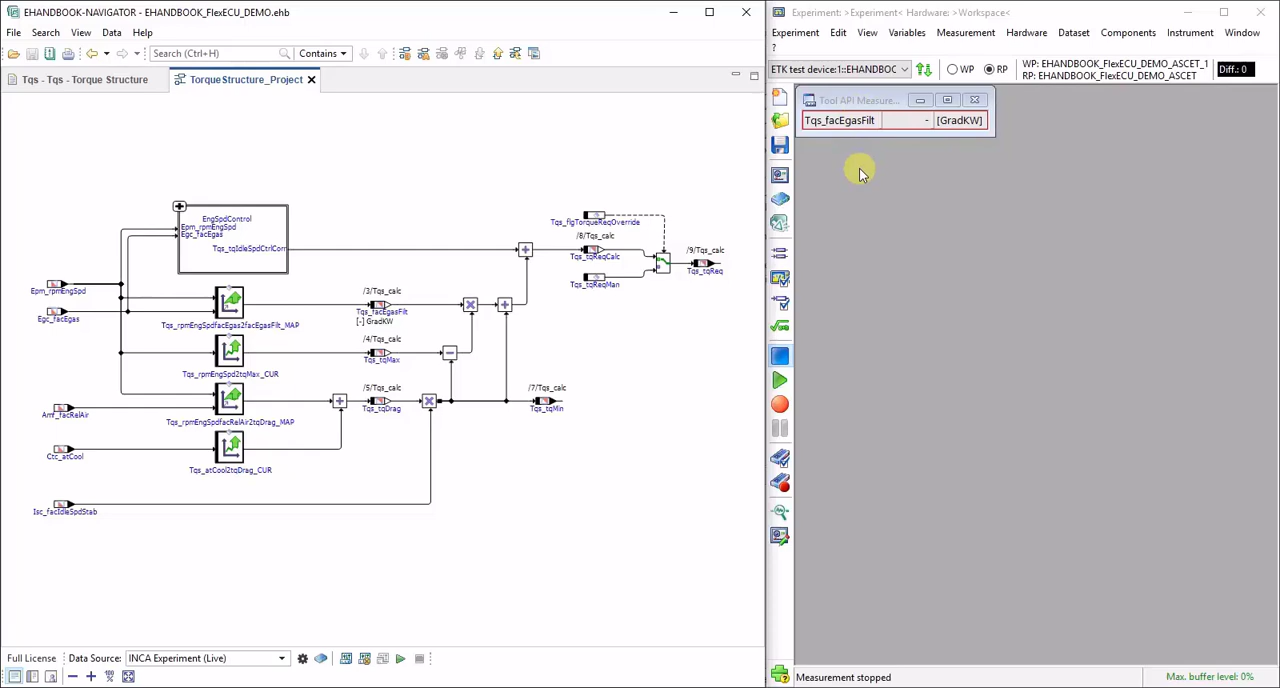 EHANDBOOK-NAVIGATOR - EHANDBOOK_FlexECU_DEMO.ehb
File Search View Data Help
Search (Ctrl+H)
Contains
Tqs - Tqs - Torque Structure
TorqueStructure_Project
EngSpdControl
Epm_rpmEngSpd
Egc_facEgas
Tqs_tqIdleSpdCtrlCorr
Tqs_flgTorqueReqOverride
/8/Tqs_calc
Tqs_tqReqCalc
/9/Tqs_calc
Tqs_tqReq
Tqs_tqReqMan
Epm_rpmEngSpd
Egc_facEgas
Tqs_rpmEngSpdfacEgas2facEgasFilt_MAP
/3/Tqs_calc
Tqs_facEgasFilt
[-] GradKW
/4/Tqs_calc
Tqs_tqMax
Tqs_rpmEngSpd2tqMax_CUR
/5/Tqs_calc
Tqs_tqDrag
/7/Tqs_calc
Tqs_tqMin
Amf_facRelAir
Tqs_rpmEngSpdfacRelAir2tqDrag_MAP
Ctc_atCool
Tqs_atCool2tqDrag_CUR
Isc_facIdleSpdStab
Full License Data Source: INCA Experiment (Live)
Experiment: >Experiment< Hardware: >Workspace<
Experiment Edit View Variables Measurement Hardware Dataset Components Instrument Window
?
ETK test device:1::EHANDBOC
WP RP
WP: EHANDBOOK_FlexECU_DEMO_ASCET_1
RP: EHANDBOOK_FlexECU_DEMO_ASCET
Diff.: 0
Tool API Measure...
Tqs_facEgasFilt - [GradKW]
Measurement stopped
Max. buffer level: 0%